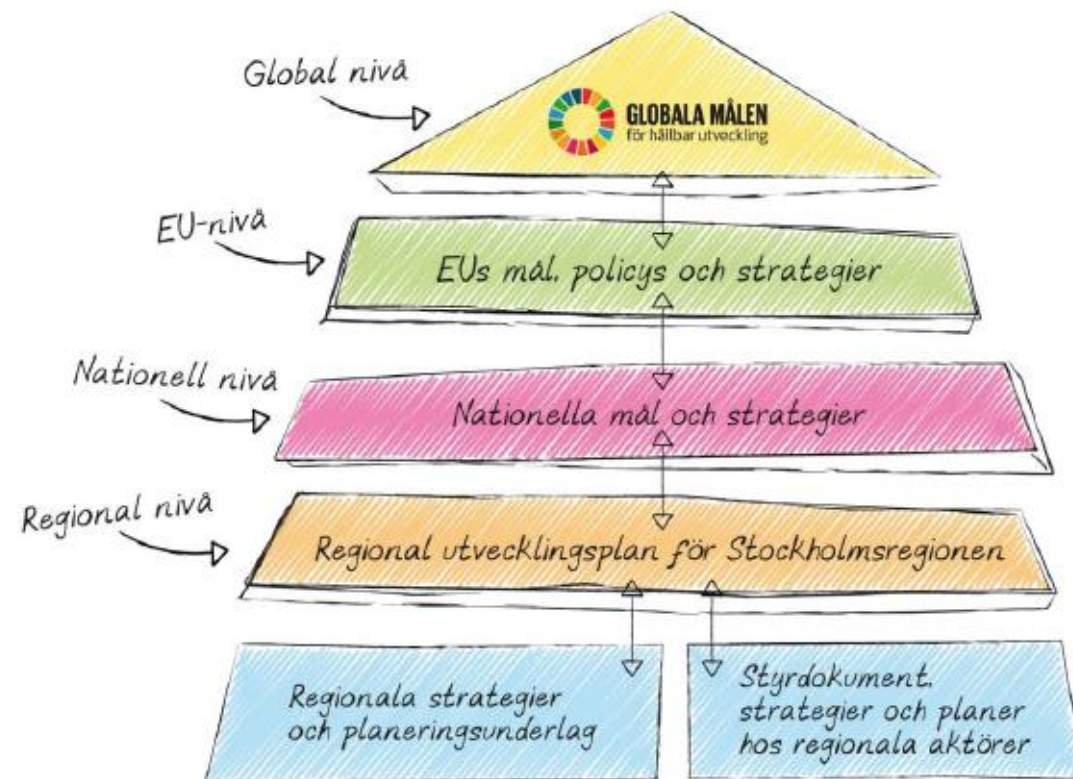 Global nivå
GLOBALA MÅLEN
för hållbar utveckling
EU-nivå
EUs mål, policys och strategier
Nationell nivå
Nationella mål och strategier
Regional nivå
Regional utvecklingsplan för Stockholmsregionen
Regionala strategier
och planeringsunderlag
Styrdokument,
strategier och planer
hos regionala aktörer